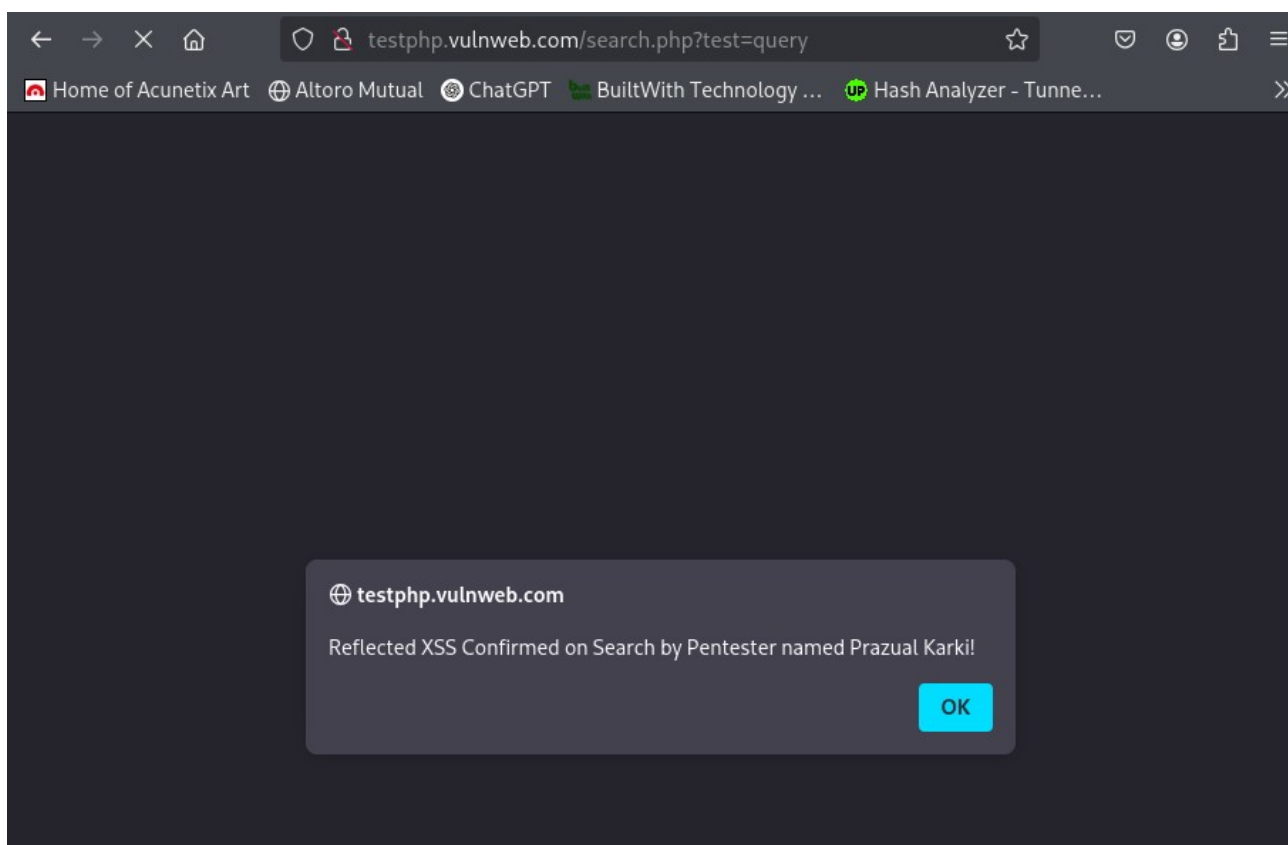 testphp.vulnweb.com/search.php?test=query
Home of Acunetix Art Altoro Mutual ChatGPT BuiltWith Technology ... Hash Analyzer - Tunne...
testphp.vulnweb.com
Reflected XSS Confirmed on Search by Pentester named Prazual Karki!
OK